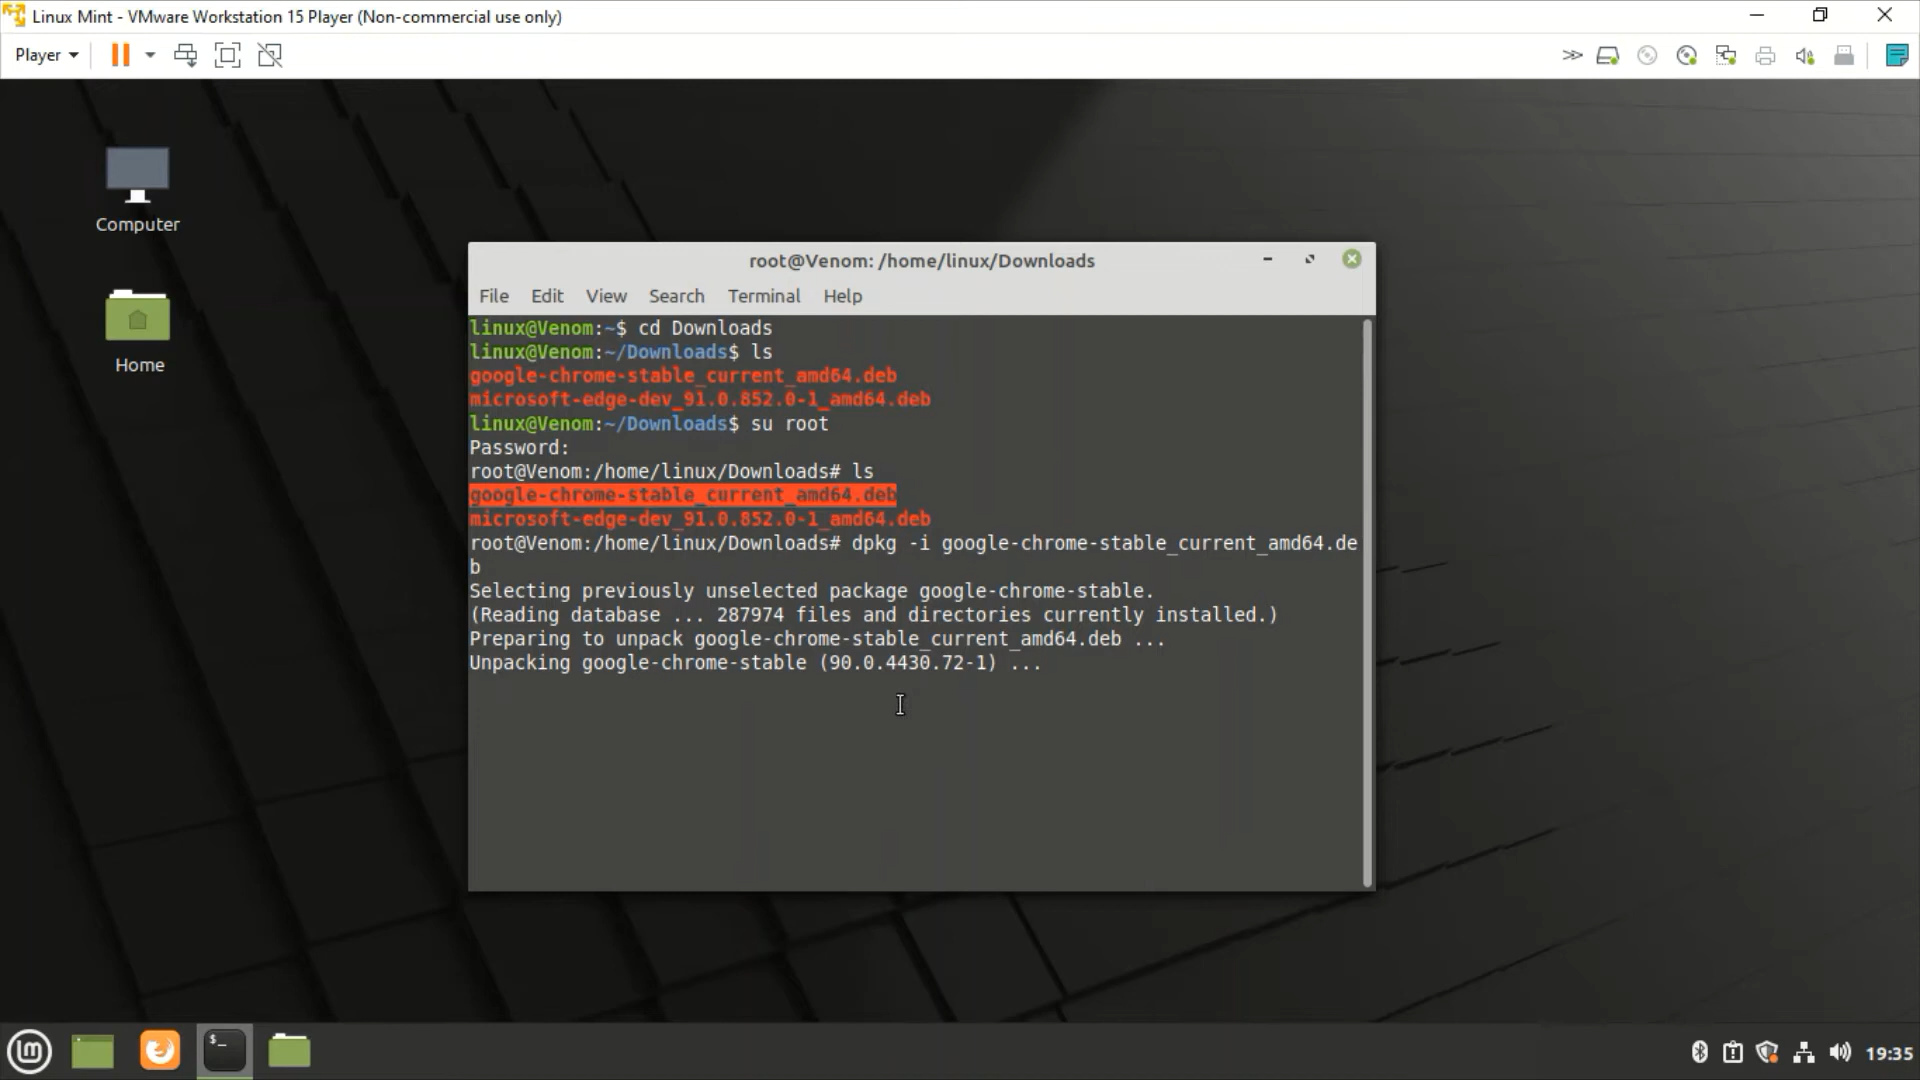 Linux Mint - VMware Workstation 15 Player (Non-commercial use only)
Player
Computer
Home
root@Venom: /home/linux/Downloads
File Edit View Search Terminal Help
linux@Venom:~$ cd Downloads
linux@Venom:~/Downloads$ ls
google-chrome-stable_current_amd64.deb
microsoft-edge-dev_91.0.852.0-1_amd64.deb
linux@Venom:~/Downloads$ su root
Password:
root@Venom:/home/linux/Downloads# ls
google-chrome-stable_current_amd64.deb
microsoft-edge-dev_91.0.852.0-1_amd64.deb
root@Venom:/home/linux/Downloads# dpkg -i google-chrome-stable_current_amd64.de
b
Selecting previously unselected package google-chrome-stable.
(Reading database ... 287974 files and directories currently installed.)
Preparing to unpack google-chrome-stable_current_amd64.deb ...
Unpacking google-chrome-stable (90.0.4430.72-1) ...
$_
19:35